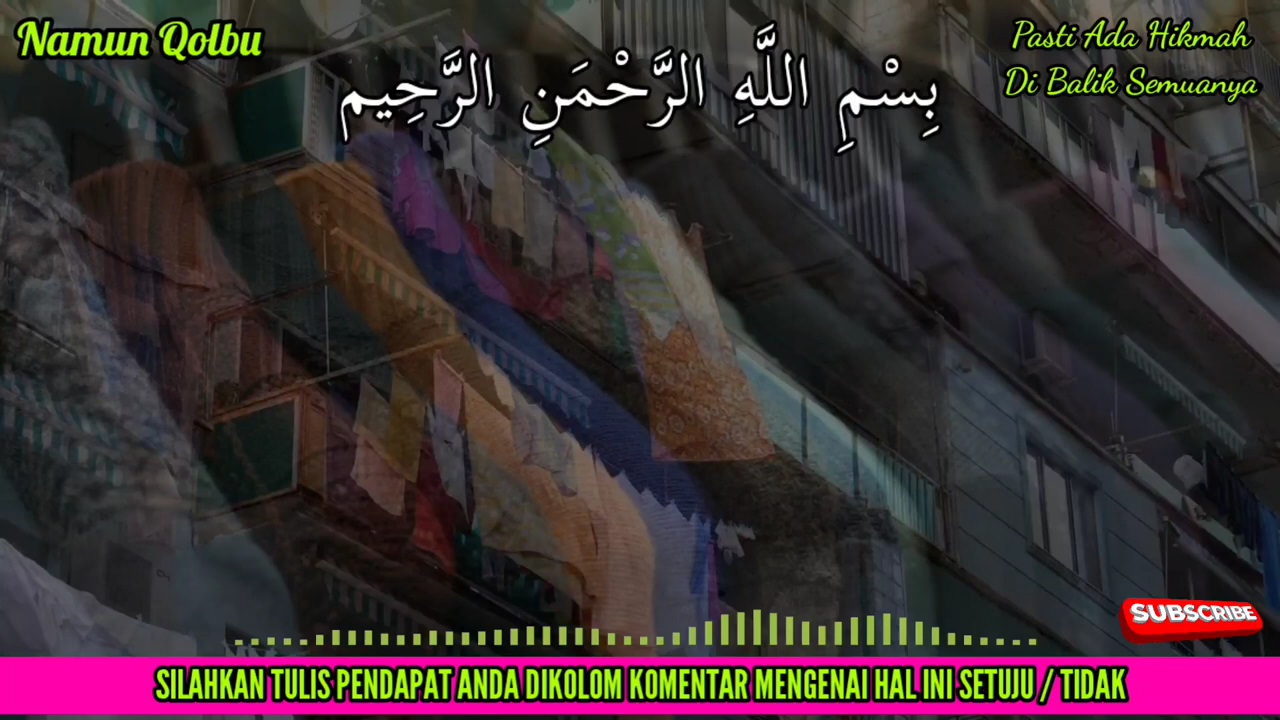 Namun Qolbu
Pasti Ada Hikmah
Di Balik Semuanya
بِسْمِ اللَّهِ الرَّحْمَنِ الرَّحِيم
SUBSCRIBE
SILAHKAN TULIS PENDAPAT ANDA DIKOLOM KOMENTAR MENGENAI HAL INI SETUJU / TIDAK